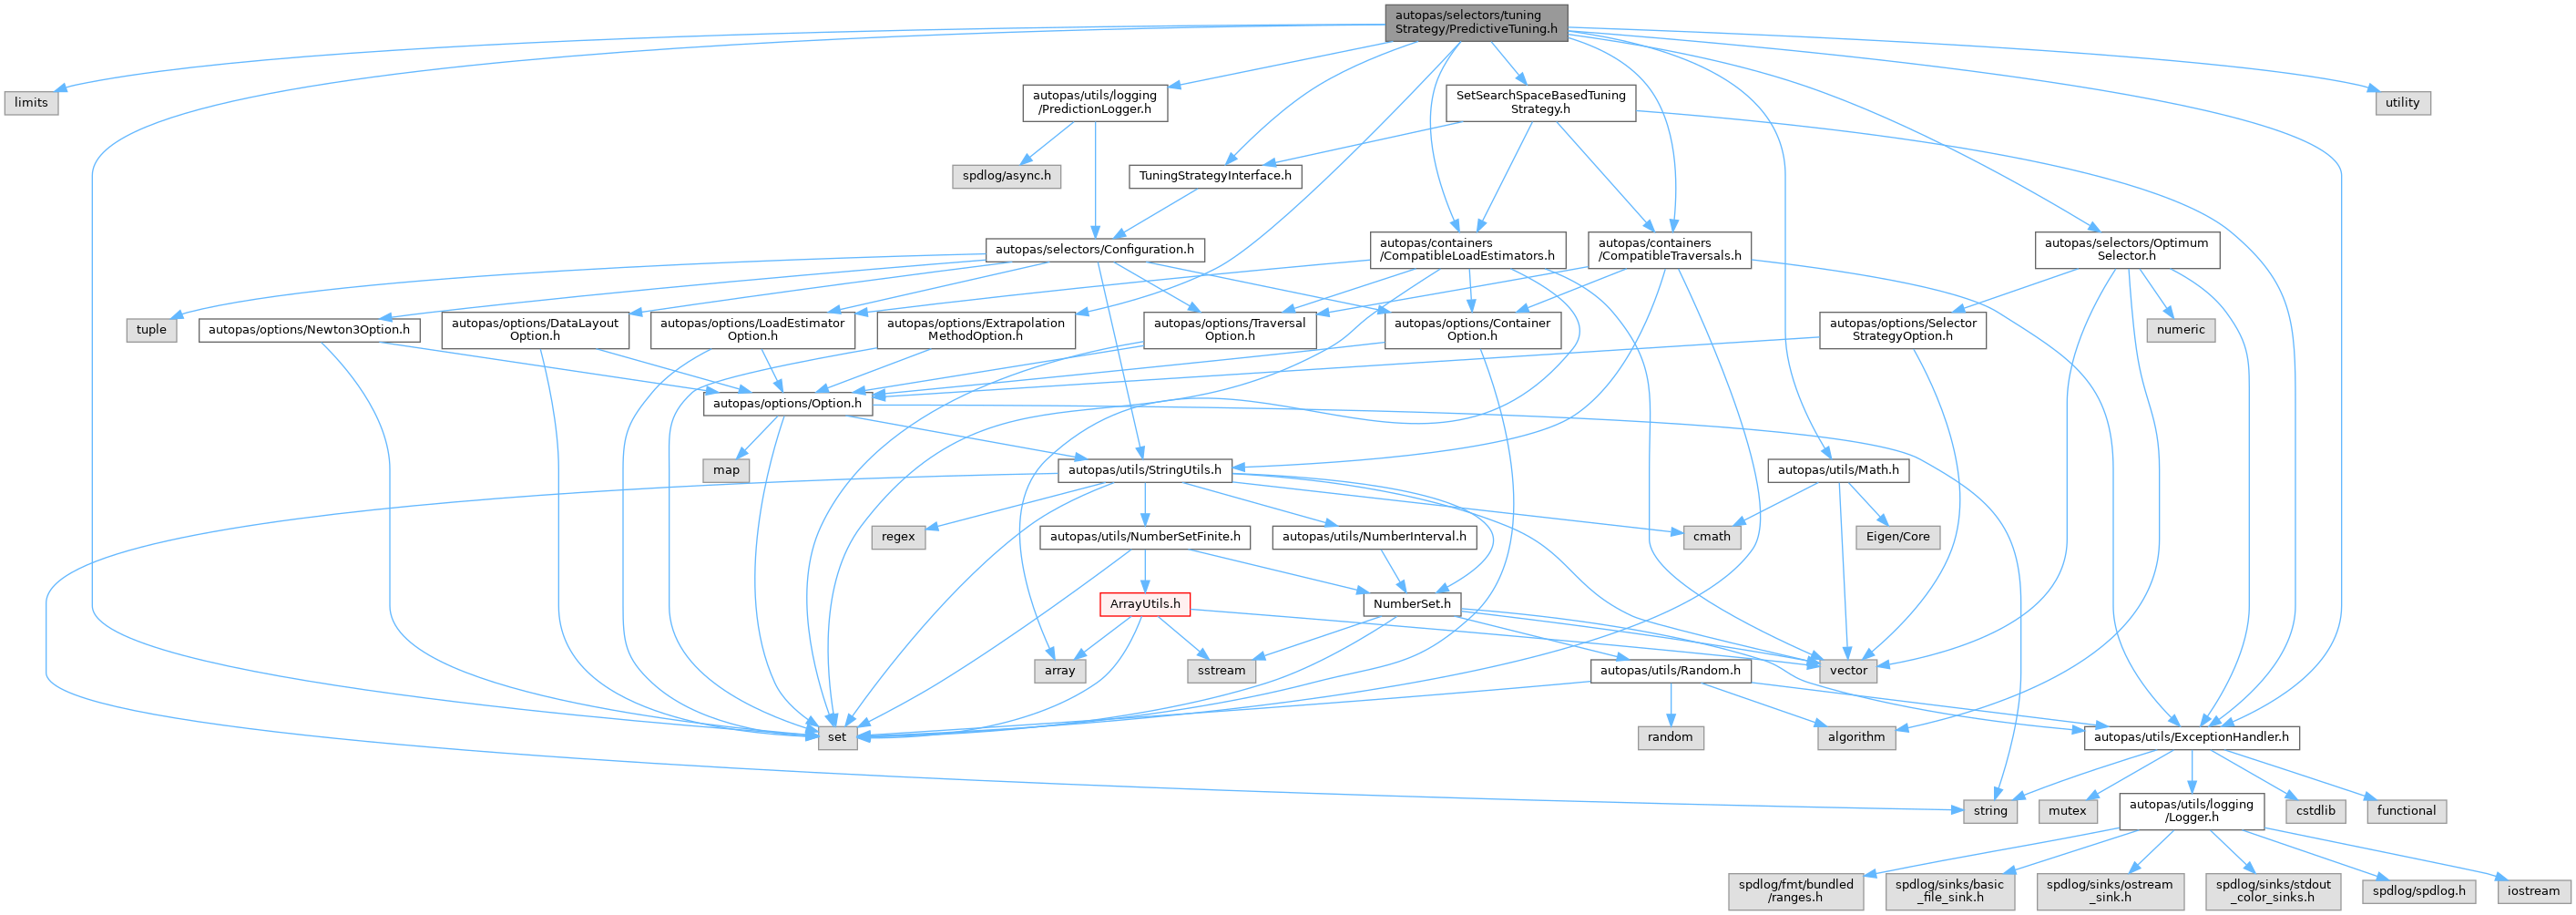 autopas/selectors/tuning
Strategy/PredictiveTuning.h
limits
autopas/utils/logging
/PredictionLogger.h
SetSearchSpaceBasedTuning
Strategy.h
utility
spdlog/async.h
TuningStrategyInterface.h
autopas/selectors/Configuration.h
autopas/containers
/CompatibleLoadEstimators.h
autopas/containers
/CompatibleTraversals.h
autopas/selectors/Optimum
Selector.h
tuple
autopas/options/Newton3Option.h
autopas/options/DataLayout
Option.h
autopas/options/LoadEstimator
Option.h
autopas/options/Extrapolation
MethodOption.h
autopas/options/Traversal
Option.h
autopas/options/Container
Option.h
autopas/options/Selector
StrategyOption.h
numeric
autopas/options/Option.h
map
autopas/utils/StringUtils.h
autopas/utils/Math.h
regex
autopas/utils/NumberSetFinite.h
autopas/utils/NumberInterval.h
cmath
Eigen/Core
ArrayUtils.h
NumberSet.h
array
sstream
autopas/utils/Random.h
vector
set
random
algorithm
autopas/utils/ExceptionHandler.h
string
mutex
autopas/utils/logging
/Logger.h
cstdlib
functional
spdlog/fmt/bundled
/ranges.h
spdlog/sinks/basic
_file_sink.h
spdlog/sinks/ostream
_sink.h
spdlog/sinks/stdout
_color_sinks.h
spdlog/spdlog.h
iostream